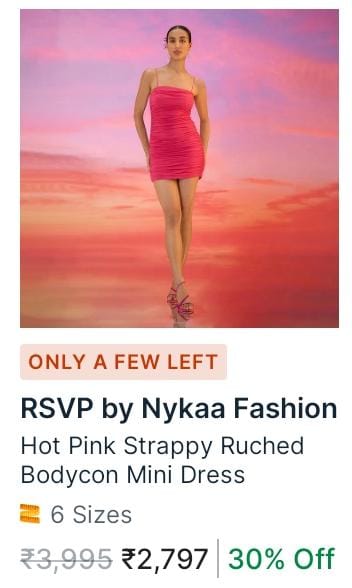 ONLY A FEW LEFT
RSVP by Nykaa Fashion
Hot Pink Strappy Ruched
Bodycon Mini Dress
6 Sizes
₹3,995 ₹2,797 | 30% Off